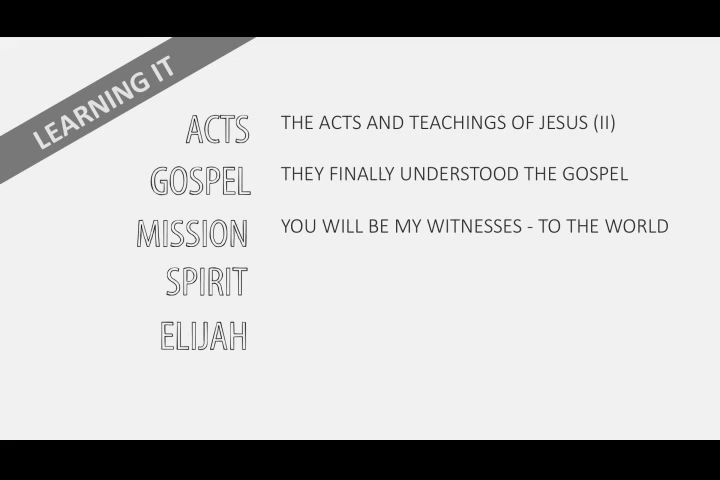 LEARNING IT
ACTS THE ACTS AND TEACHINGS OF JESUS (II)
GOSPEL THEY FINALLY UNDERSTOOD THE GOSPEL
MISSION YOU WILL BE MY WITNESSES - TO THE WORLD
SPIRIT
ELIJAH